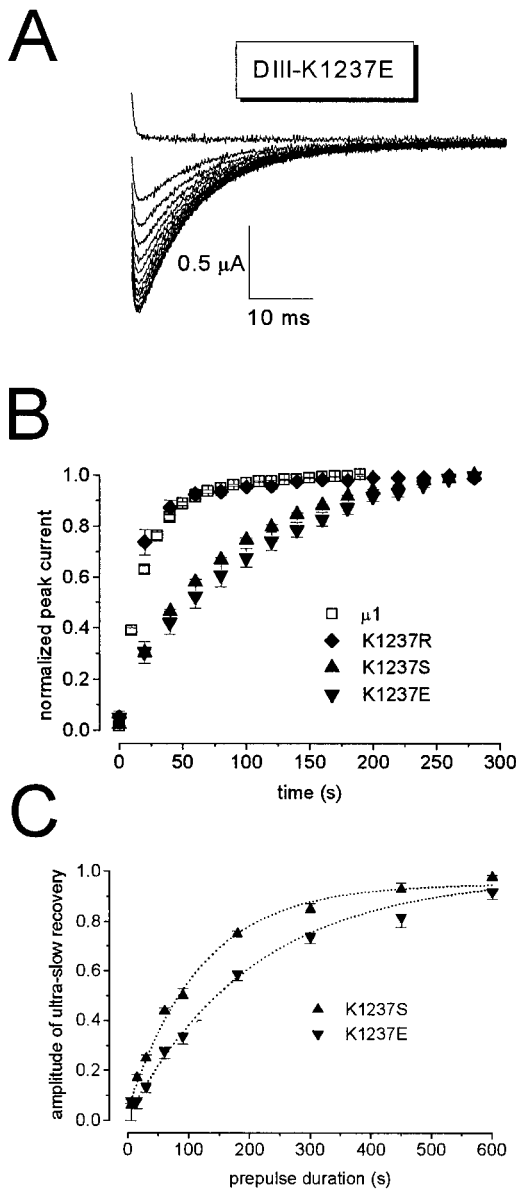 A
DIII-K1237E
0.5 μA
10 ms
B
normalized peak current
1.0
0.8
0.6
0.4
0.2
0.0
μ1
K1237R
K1237S
K1237E
0 50 100 150 200 250 300
time (s)
C
amplitude of ultra-slow recovery
1.0
0.8
0.6
0.4
0.2
0.0
K1237S
K1237E
0 100 200 300 400 500 600
prepulse duration (s)